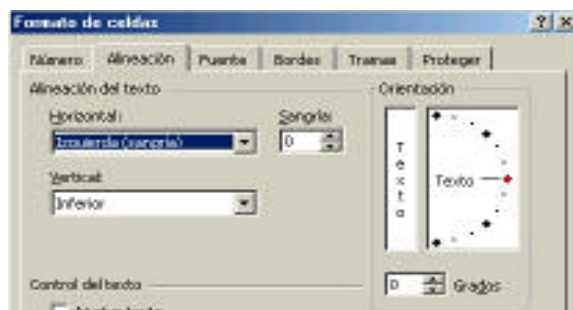 Formato de celdas
Número Alineación Fuente Bordes Tramas Proteger
Alineación del texto
Horizontal:
Izquierda (sangría)
Sangría:
0
Vertical:
Inferior
Orientación
Texto
Texto
0 Grados
Control del texto